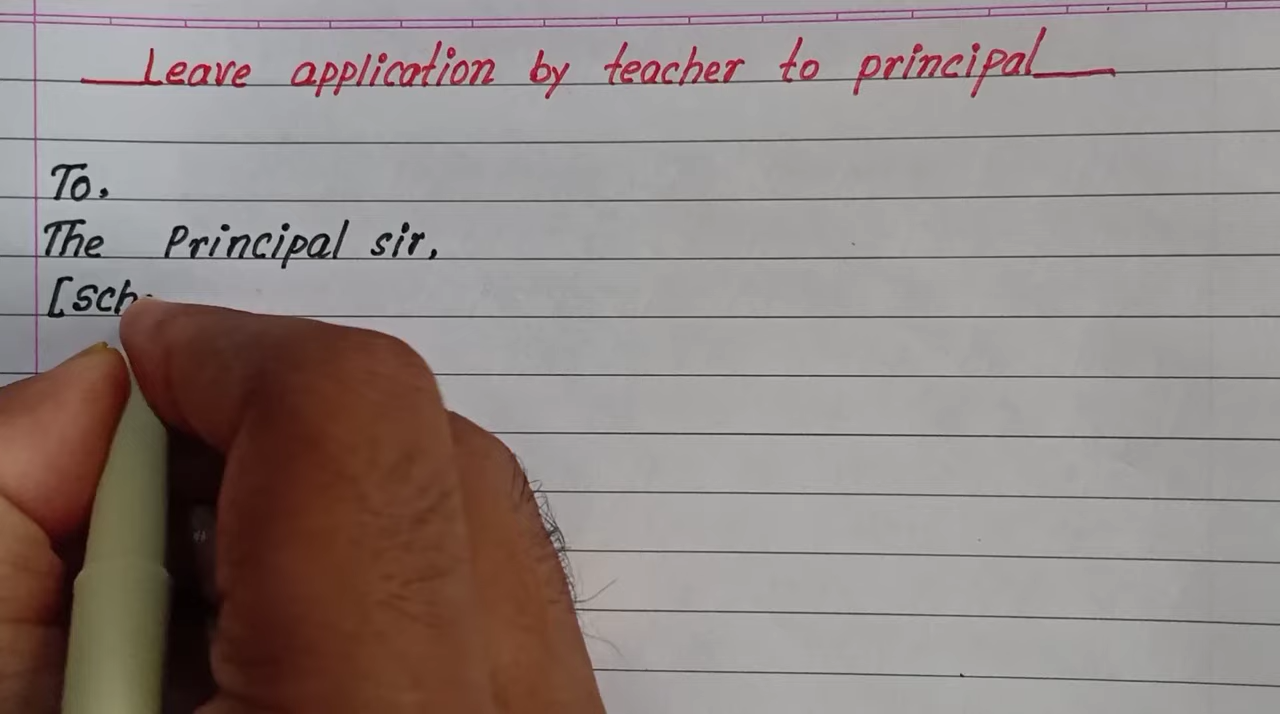 Leave application by teacher to principal
To,
The Principal sir,
[sch